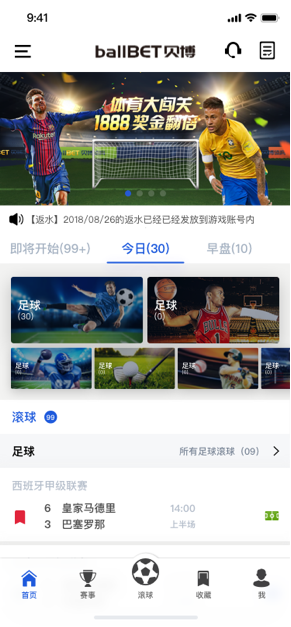 9:41
ballBET贝博
体育大闯关
1888 奖金翻倍
【返水】2018/08/26的返水已经已经发放到游戏账号内
即将开始(99+) 今日(30) 早盘(10)
足球
(30)
足球
(0)
足球
足球
足球
足球
滚球 99
足球 所有足球滚球（09）
西班牙甲级联赛
6 皇家马德里 14:00
3 巴塞罗那 上半场
首页 赛事 滚球 收藏 我